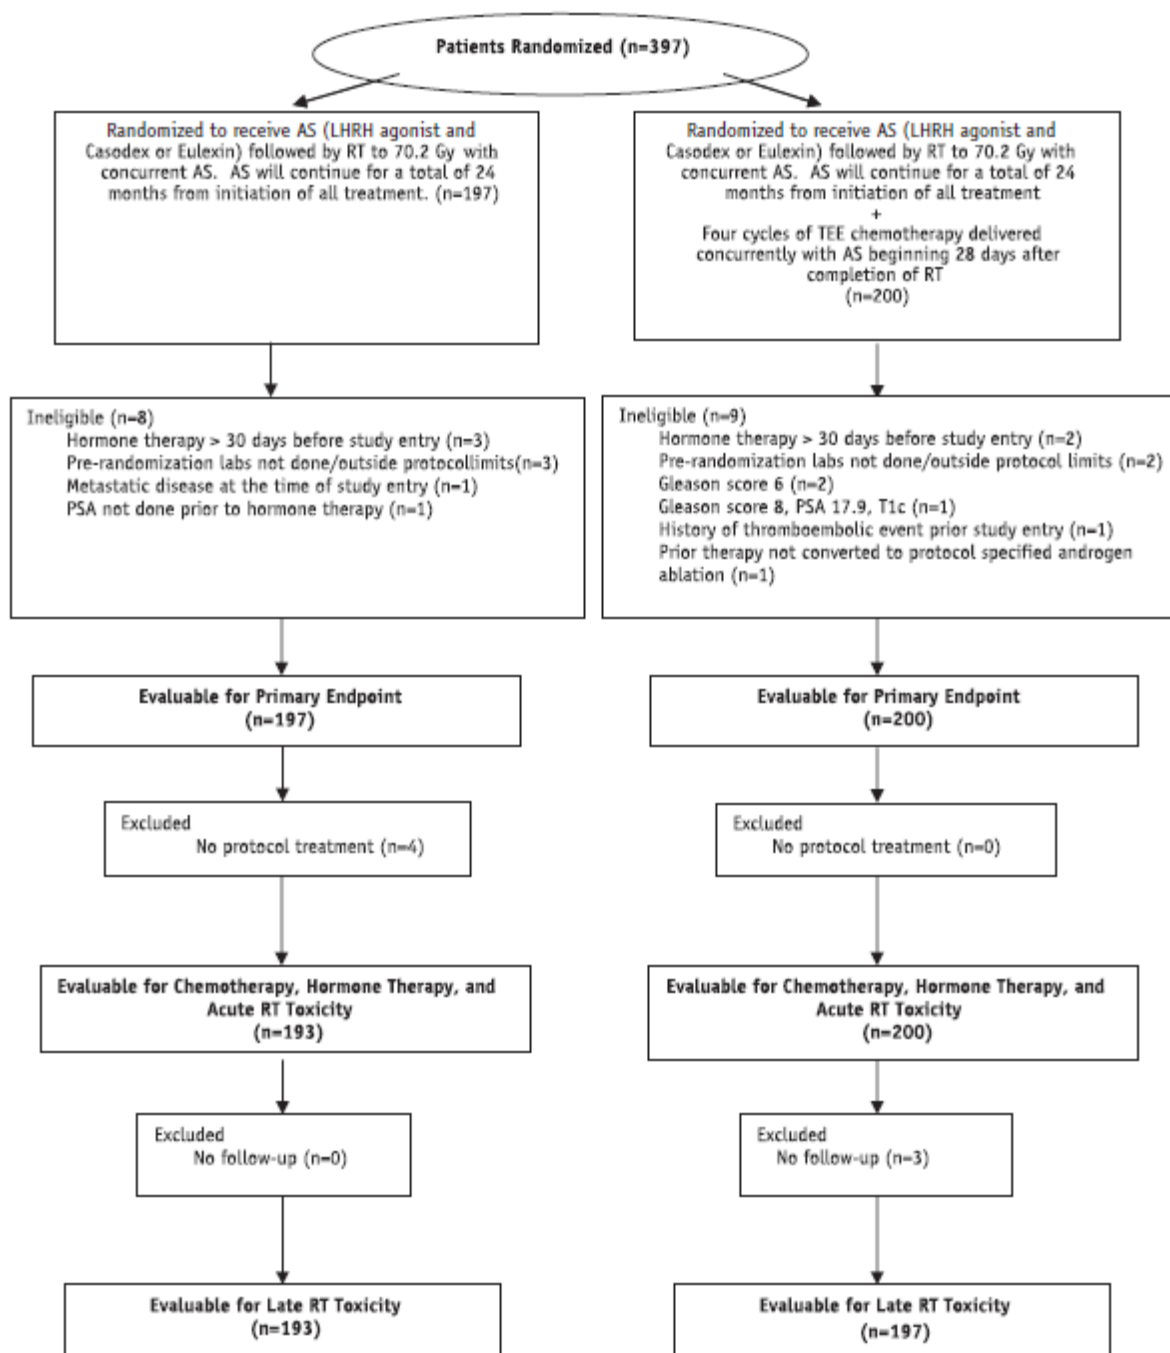 Patients Randomized (n=397)
Randomized to receive AS (LHRH agonist and
Casodex or Eulexin) followed by RT to 70.2 Gy with
concurrent AS. AS will continue for a total of 24
months from initiation of all treatment. (n=197)
Randomized to receive AS (LHRH agonist and
Casodex or Eulexin) followed by RT to 70.2 Gy with
concurrent AS. AS will continue for a total of 24
months from initiation of all treatment
+
Four cycles of TEE chemotherapy delivered
concurrently with AS beginning 28 days after
completion of RT
(n=200)
Ineligible (n=8)
Hormone therapy > 30 days before study entry (n=3)
Pre-randomization labs not done/outside protocollimits(n=3)
Metastatic disease at the time of study entry (n=1)
PSA not done prior to hormone therapy (n=1)
Ineligible (n=9)
Hormone therapy > 30 days before study entry (n=2)
Pre-randomization labs not done/outside protocol limits (n=2)
Gleason score 6 (n=2)
Gleason score 8, PSA 17.9, T1c (n=1)
History of thromboembolic event prior study entry (n=1)
Prior therapy not converted to protocol specified androgen
ablation (n=1)
Evaluable for Primary Endpoint
(n=197)
Evaluable for Primary Endpoint
(n=200)
Excluded
No protocol treatment (n=4)
Excluded
No protocol treatment (n=0)
Evaluable for Chemotherapy, Hormone Therapy, and
Acute RT Toxicity
(n=193)
Evaluable for Chemotherapy, Hormone Therapy, and
Acute RT Toxicity
(n=200)
Excluded
No follow-up (n=0)
Excluded
No follow-up (n=3)
Evaluable for Late RT Toxicity
(n=193)
Evaluable for Late RT Toxicity
(n=197)